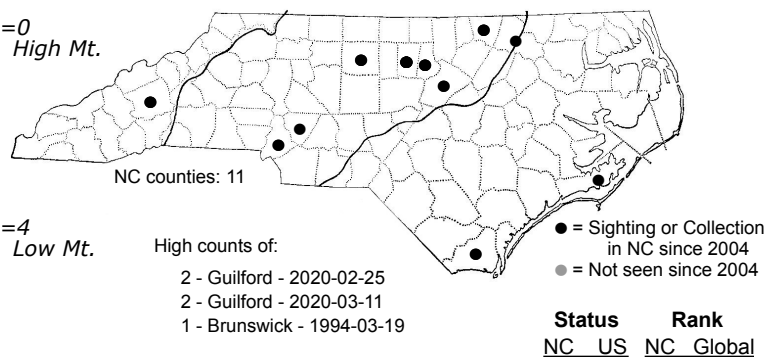 =0
High Mt.
NC counties: 11
=4
Low Mt.
High counts of:
2 - Guilford - 2020-02-25
2 - Guilford - 2020-03-11
1 - Brunswick - 1994-03-19
● = Sighting or Collection
in NC since 2004
● = Not seen since 2004
Status Rank
NC US NC Global